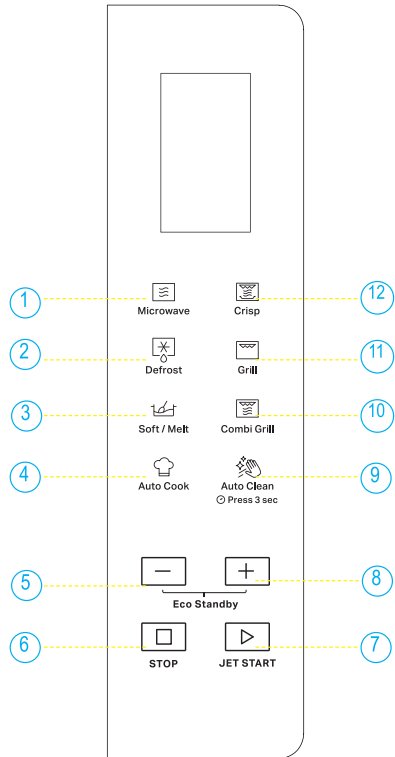 1
Microwave
Crisp
12
2
Defrost
Grill
11
3
Soft / Melt
Combi Grill
10
4
Auto Cook
Auto Clean
Press 3 sec
9
5
8
Eco Standby
6
STOP
JET START
7